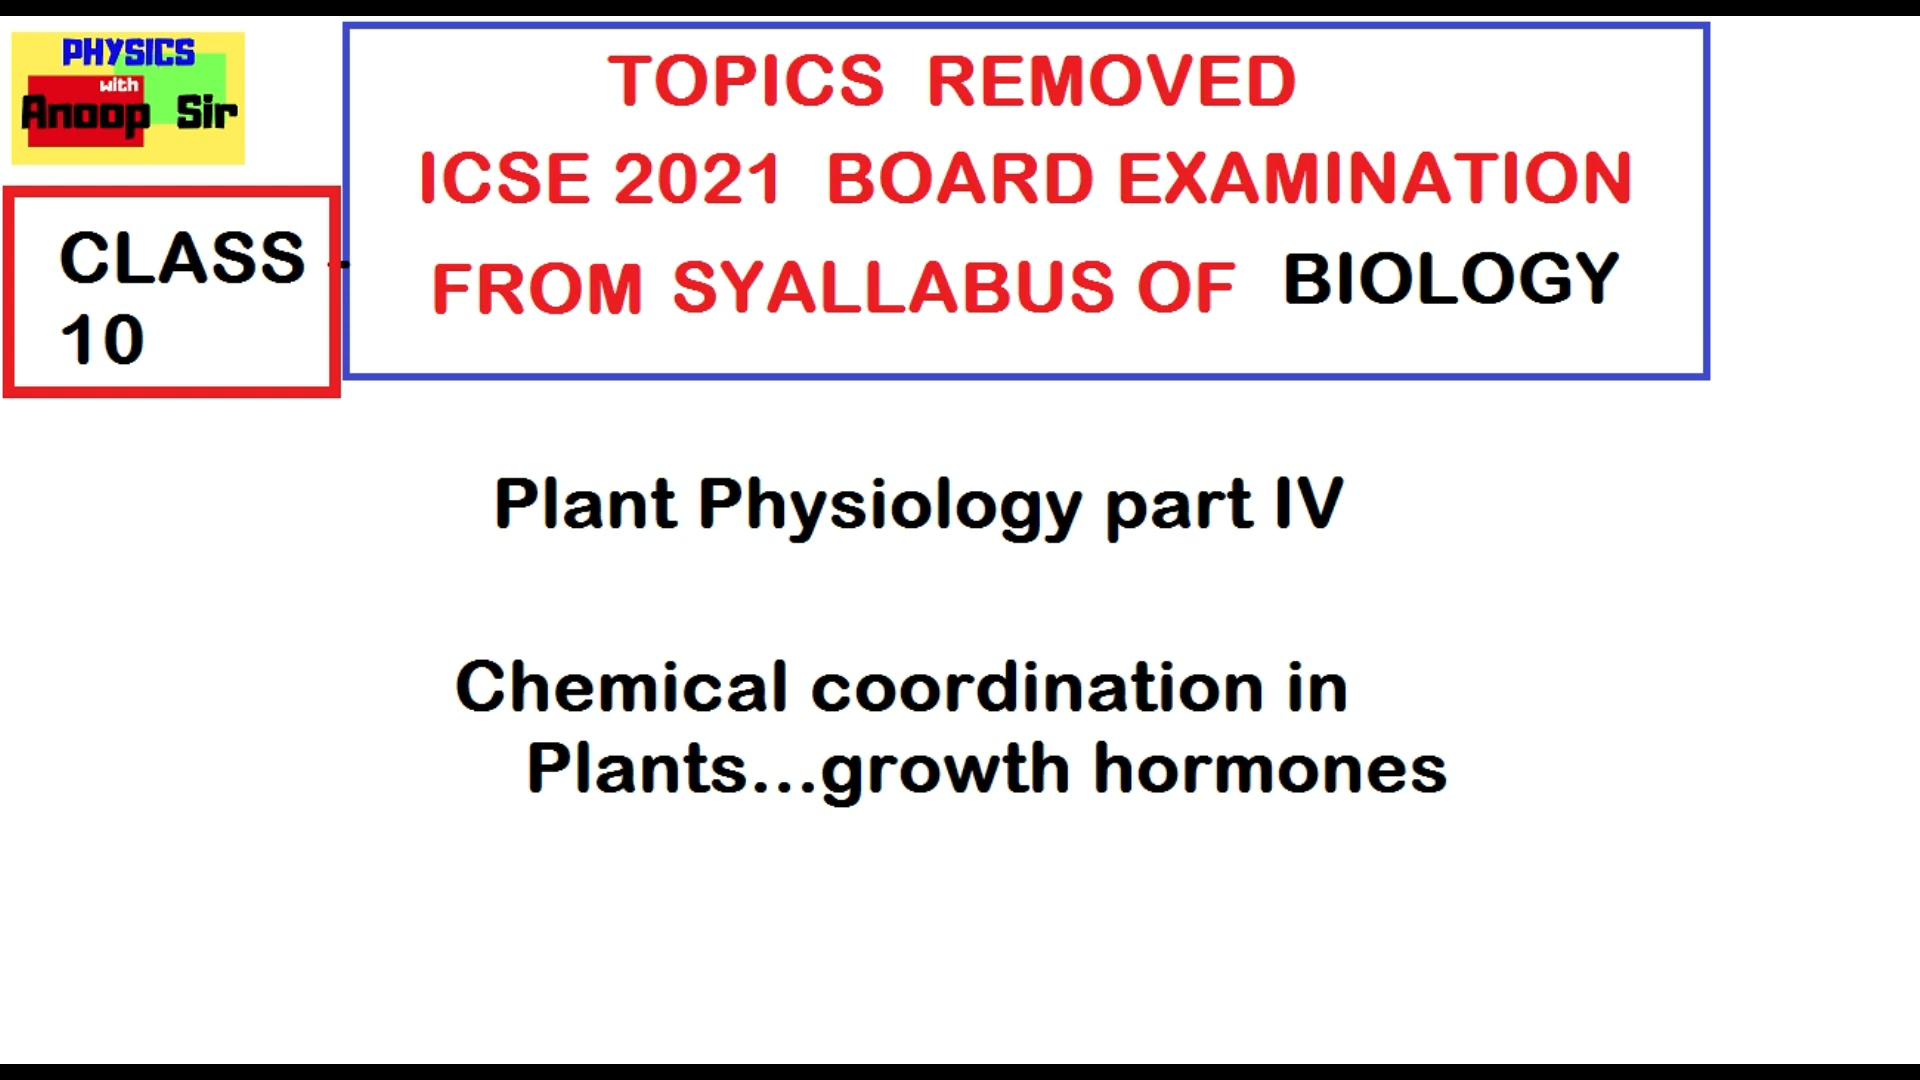 PHYSICS
with
Anoop Sir
CLASS -
10
TOPICS REMOVED
ICSE 2021 BOARD EXAMINATION
FROM SYALLABUS OF BIOLOGY
Plant Physiology part IV
Chemical coordination in
Plants...growth hormones